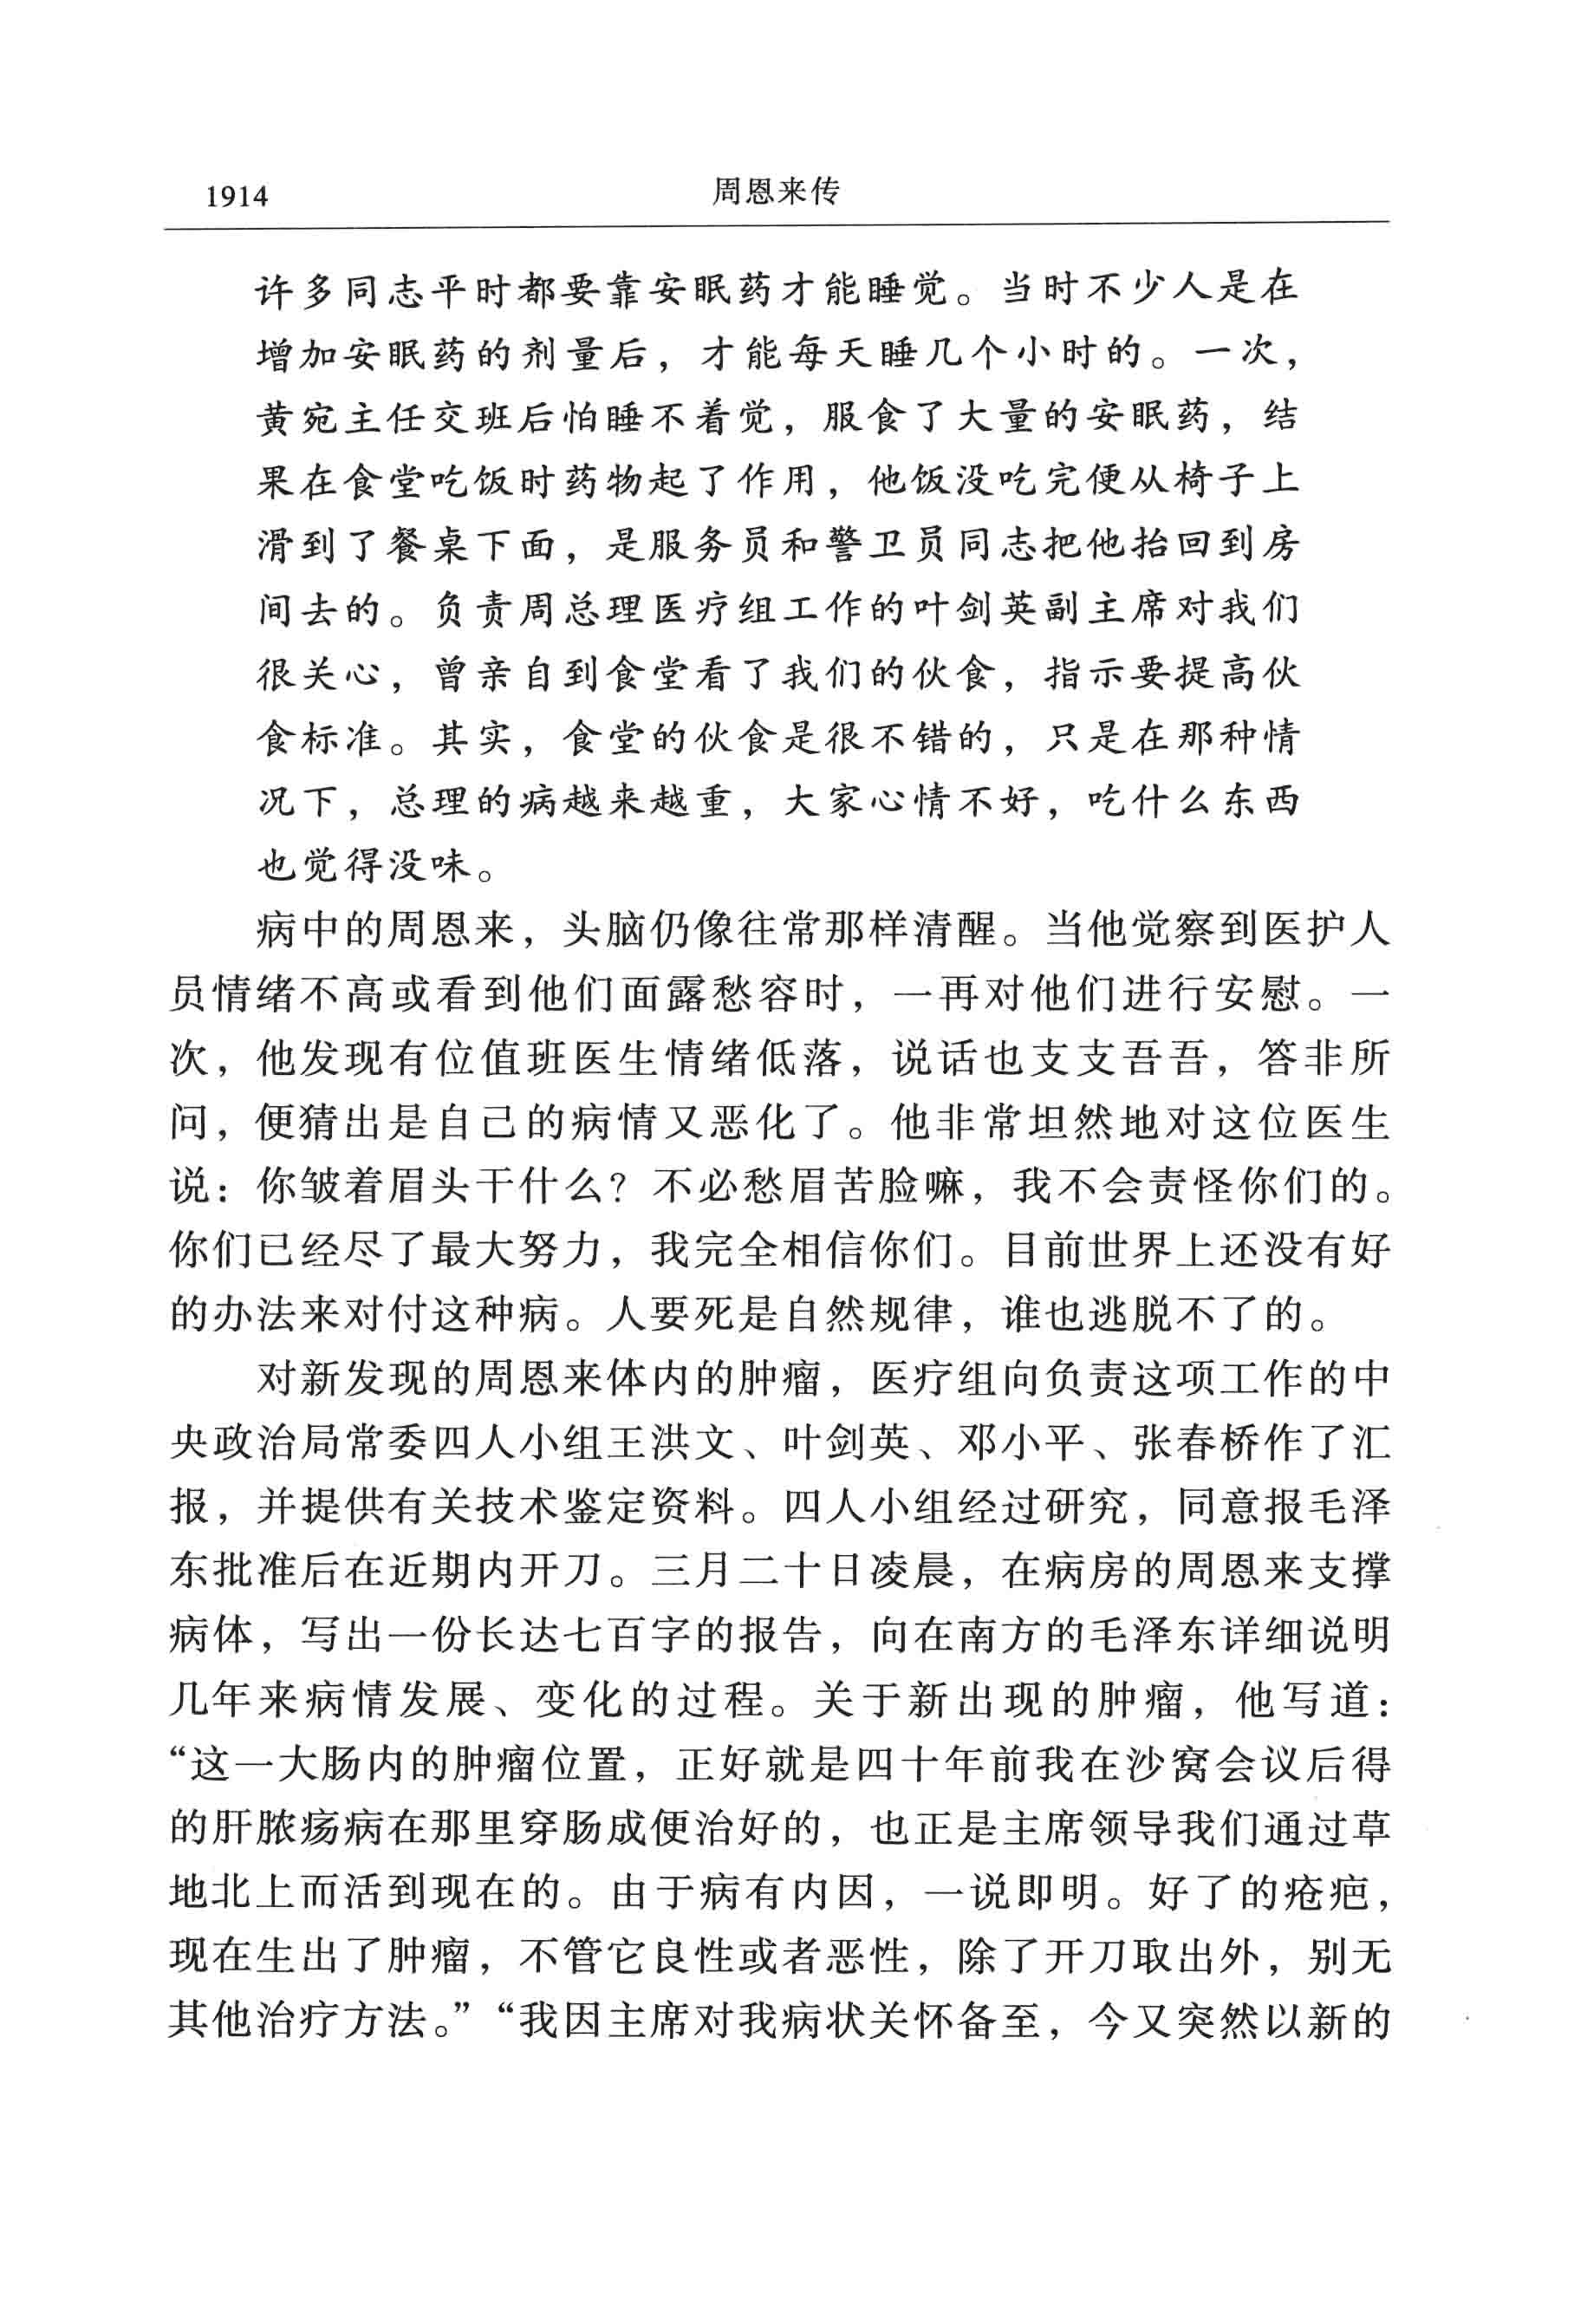 1914
周恩来传
许多同志平时都要靠安眠药才能睡觉。当时不少人是在
增加安眠药的剂量后，才能每天睡几个小时的。一次，
黄宛主任交班后怕睡不着觉，服食了大量的安眠药，结
果在食堂吃饭时药物起了作用，他饭没吃完便从椅子上
滑到了餐桌下面，是服务员和警卫员同志把他抬回到房
间去的。负责周总理医疗组工作的叶剑英副主席对我们
很关心，曾亲自到食堂看了我们的伙食，指示要提高伙
食标准。其实，食堂的伙食是很不错的，只是在那种情
况下，总理的病越来越重，大家心情不好，吃什么东西
也觉得没味。
病中的周恩来，头脑仍像往常那样清醒。当他觉察到医护人
员情绪不高或看到他们面露愁容时，一再对他们进行安慰。一
次，他发现有位值班医生情绪低落，说话也支支吾吾，答非所
问，便猜出是自己的病情又恶化了。他非常坦然地对这位医生
说：你皱着眉头干什么？不必愁眉苦脸嘛，我不会责怪你们的。
你们已经尽了最大努力，我完全相信你们。目前世界上还没有好
的办法来对付这种病。人要死是自然规律，谁也逃脱不了的。
对新发现的周恩来体内的肿瘤，医疗组向负责这项工作的中
央政治局常委四人小组王洪文、叶剑英、邓小平、张春桥作了汇
报，并提供有关技术鉴定资料。四人小组经过研究，同意报毛泽
东批准后在近期内开刀。三月二十日凌晨，在病房的周恩来支撑
病体，写出一份长达七百字的报告，向在南方的毛泽东详细说明
几年来病情发展、变化的过程。关于新出现的肿瘤，他写道：
“这一大肠内的肿瘤位置，正好就是四十年前我在沙窝会议后得
的肝脓疡病在那里穿肠成便治好的，也正是主席领导我们通过草
地北上而活到现在的。由于病有内因，一说即明。好了的疮疤，
现在生出了肿瘤，不管它良性或者恶性，除了开刀取出外，别无
其他治疗方法。”“我因主席对我病状关怀备至，今又突然以新的